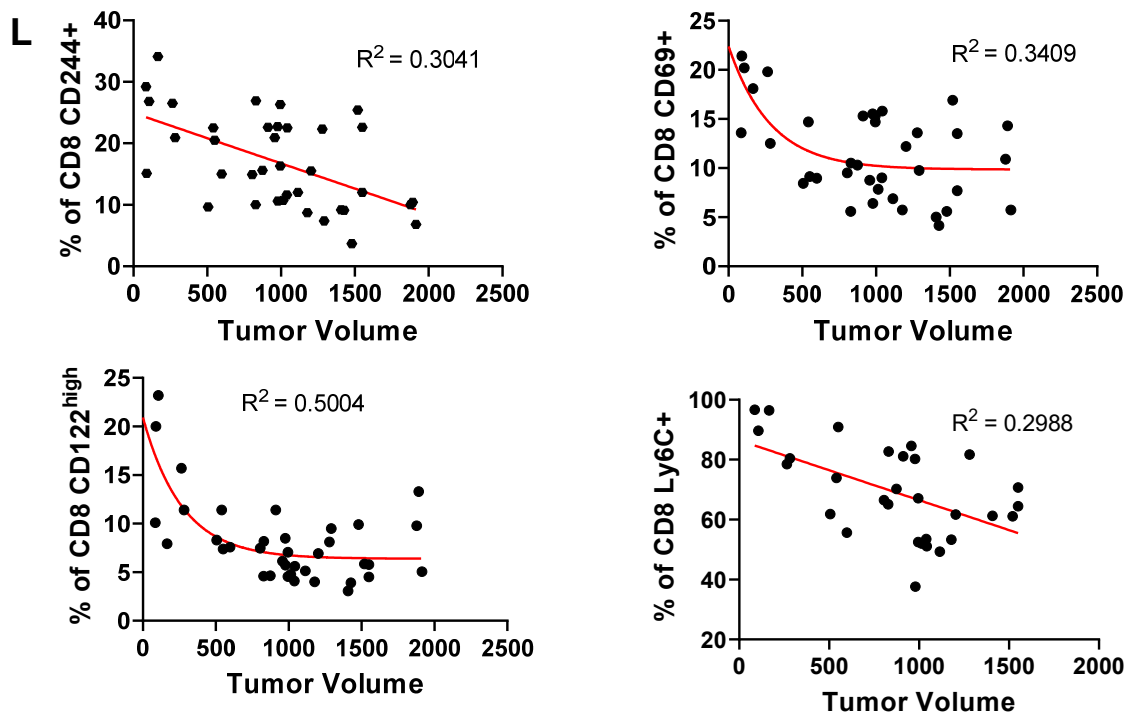 L
% of CD8 CD244+
40
30
20
10
0
R² = 0.3041
0 500 1000 1500 2000 2500
Tumor Volume
% of CD8 CD69+
25
20
15
10
5
0
R² = 0.3409
0 500 1000 1500 2000 2500
Tumor Volume
% of CD8 CD122high
25
20
15
10
5
0
R² = 0.5004
0 500 1000 1500 2000 2500
Tumor Volume
% of CD8 Ly6C+
100
80
60
40
20
R² = 0.2988
0 500 1000 1500 2000
Tumor Volume